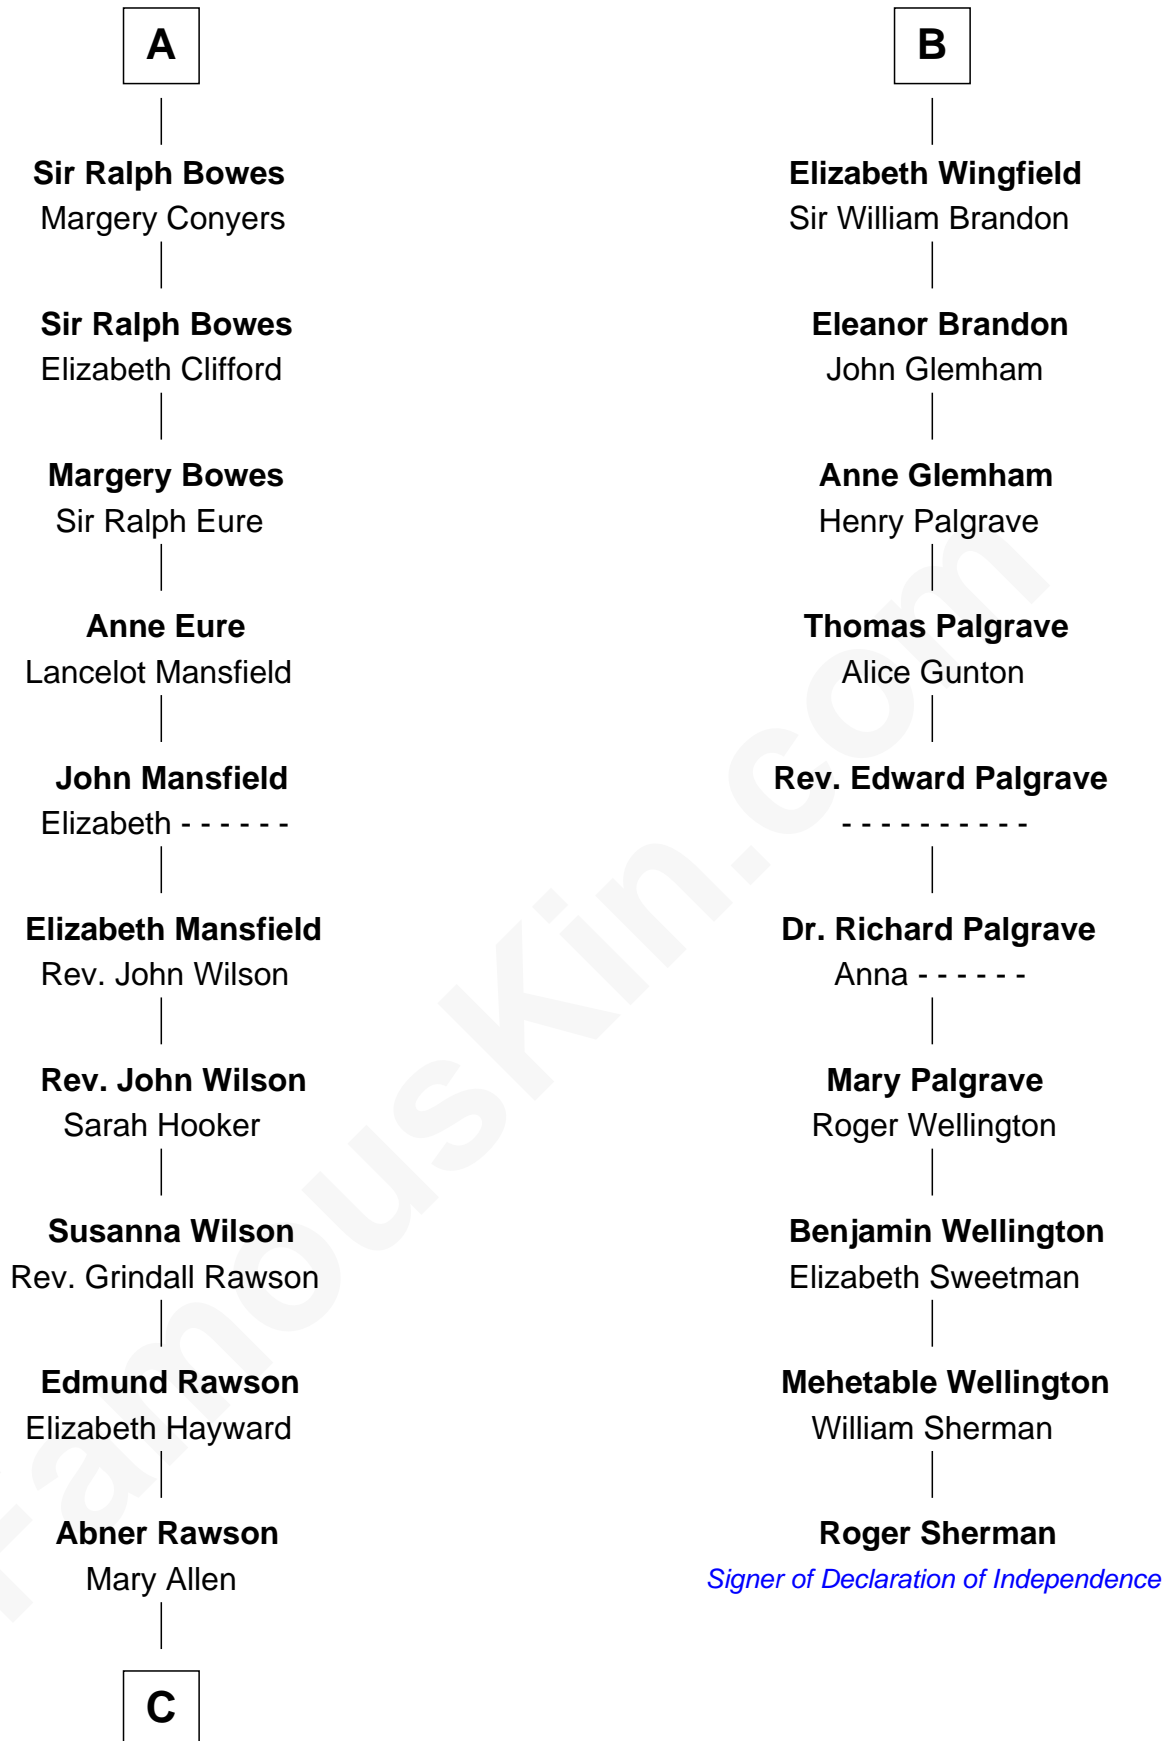 A
Sir Ralph Bowes
Margery Conyers
Sir Ralph Bowes
Elizabeth Clifford
Margery Bowes
Sir Ralph Eure
Anne Eure
Lancelot Mansfield
John Mansfield
Elizabeth - - - - - -
Elizabeth Mansfield
Rev. John Wilson
Rev. John Wilson
Sarah Hooker
Susanna Wilson
Rev. Grindall Rawson
Edmund Rawson
Elizabeth Hayward
Abner Rawson
Mary Allen
C
B
Elizabeth Wingfield
Sir William Brandon
Eleanor Brandon
John Glemham
Anne Glemham
Henry Palgrave
Thomas Palgrave
Alice Gunton
Rev. Edward Palgrave
- - - - - - - - - -
Dr. Richard Palgrave
Anna - - - - - -
Mary Palgrave
Roger Wellington
Benjamin Wellington
Elizabeth Sweetman
Mehetable Wellington
William Sherman
Roger Sherman
Signer of Declaration of Independence
FamousKin.com